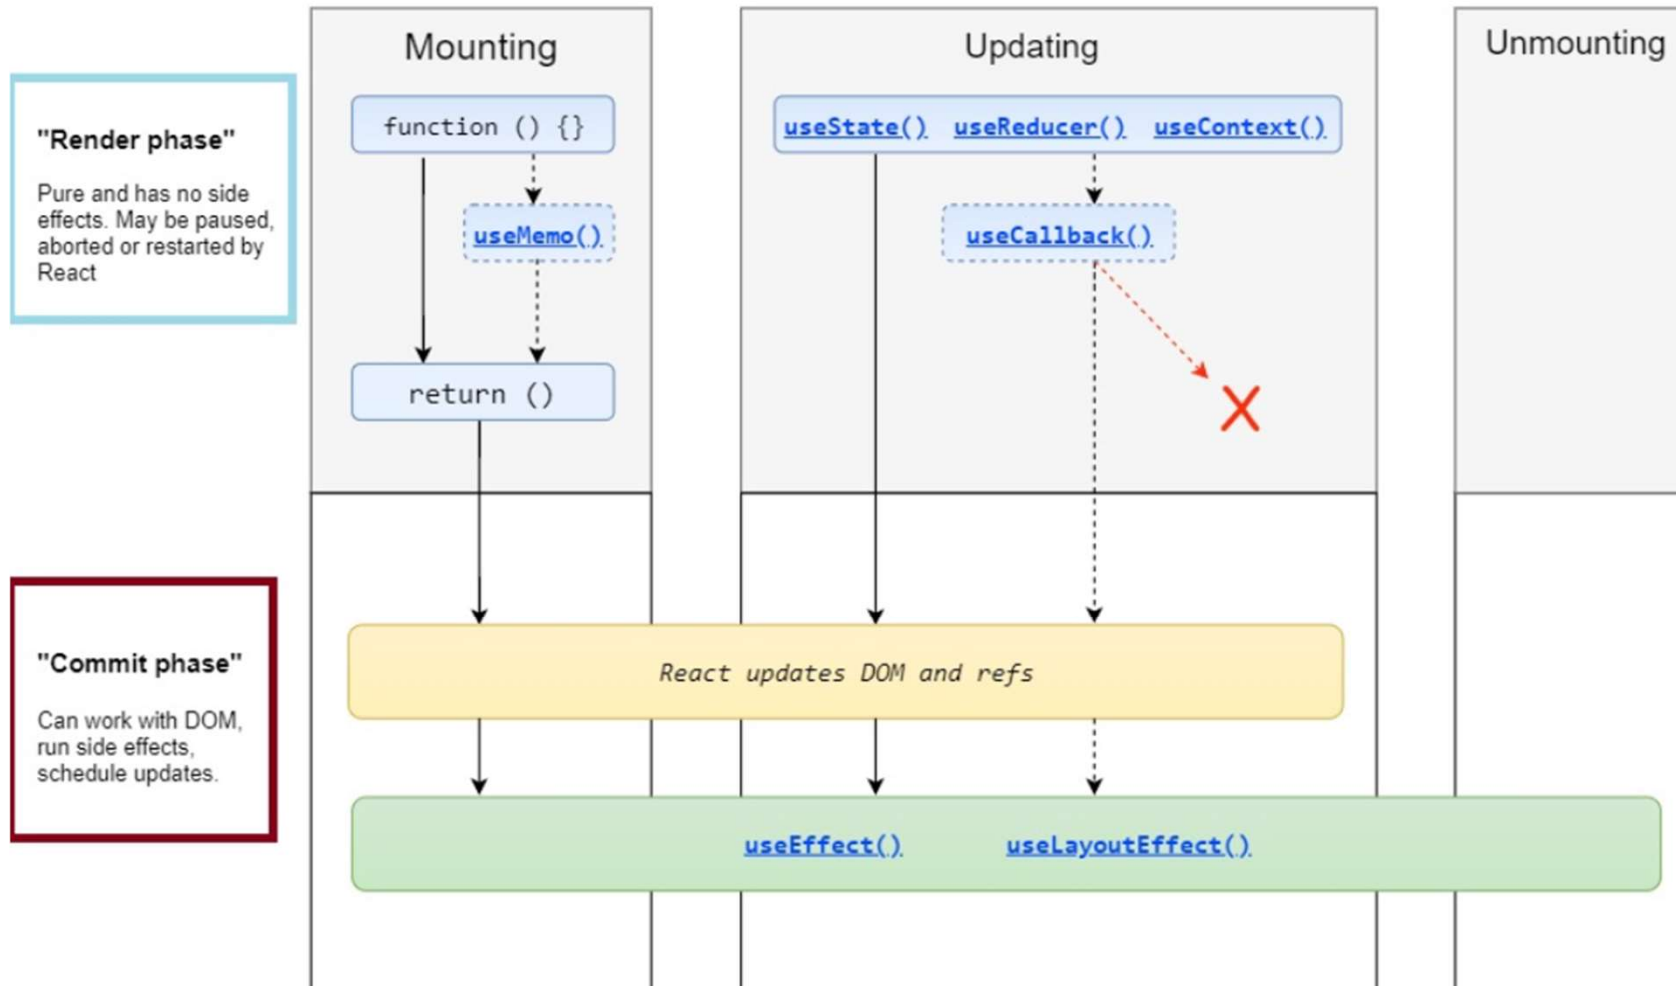 Mounting
Updating
Unmounting
"Render phase"
Pure and has no side
effects. May be paused,
aborted or restarted by
React
function () {}
useMemo()
return ()
useState() useReducer() useContext()
useCallback()
X
"Commit phase"
Can work with DOM,
run side effects,
schedule updates.
React updates DOM and refs
useEffect() useLayoutEffect()